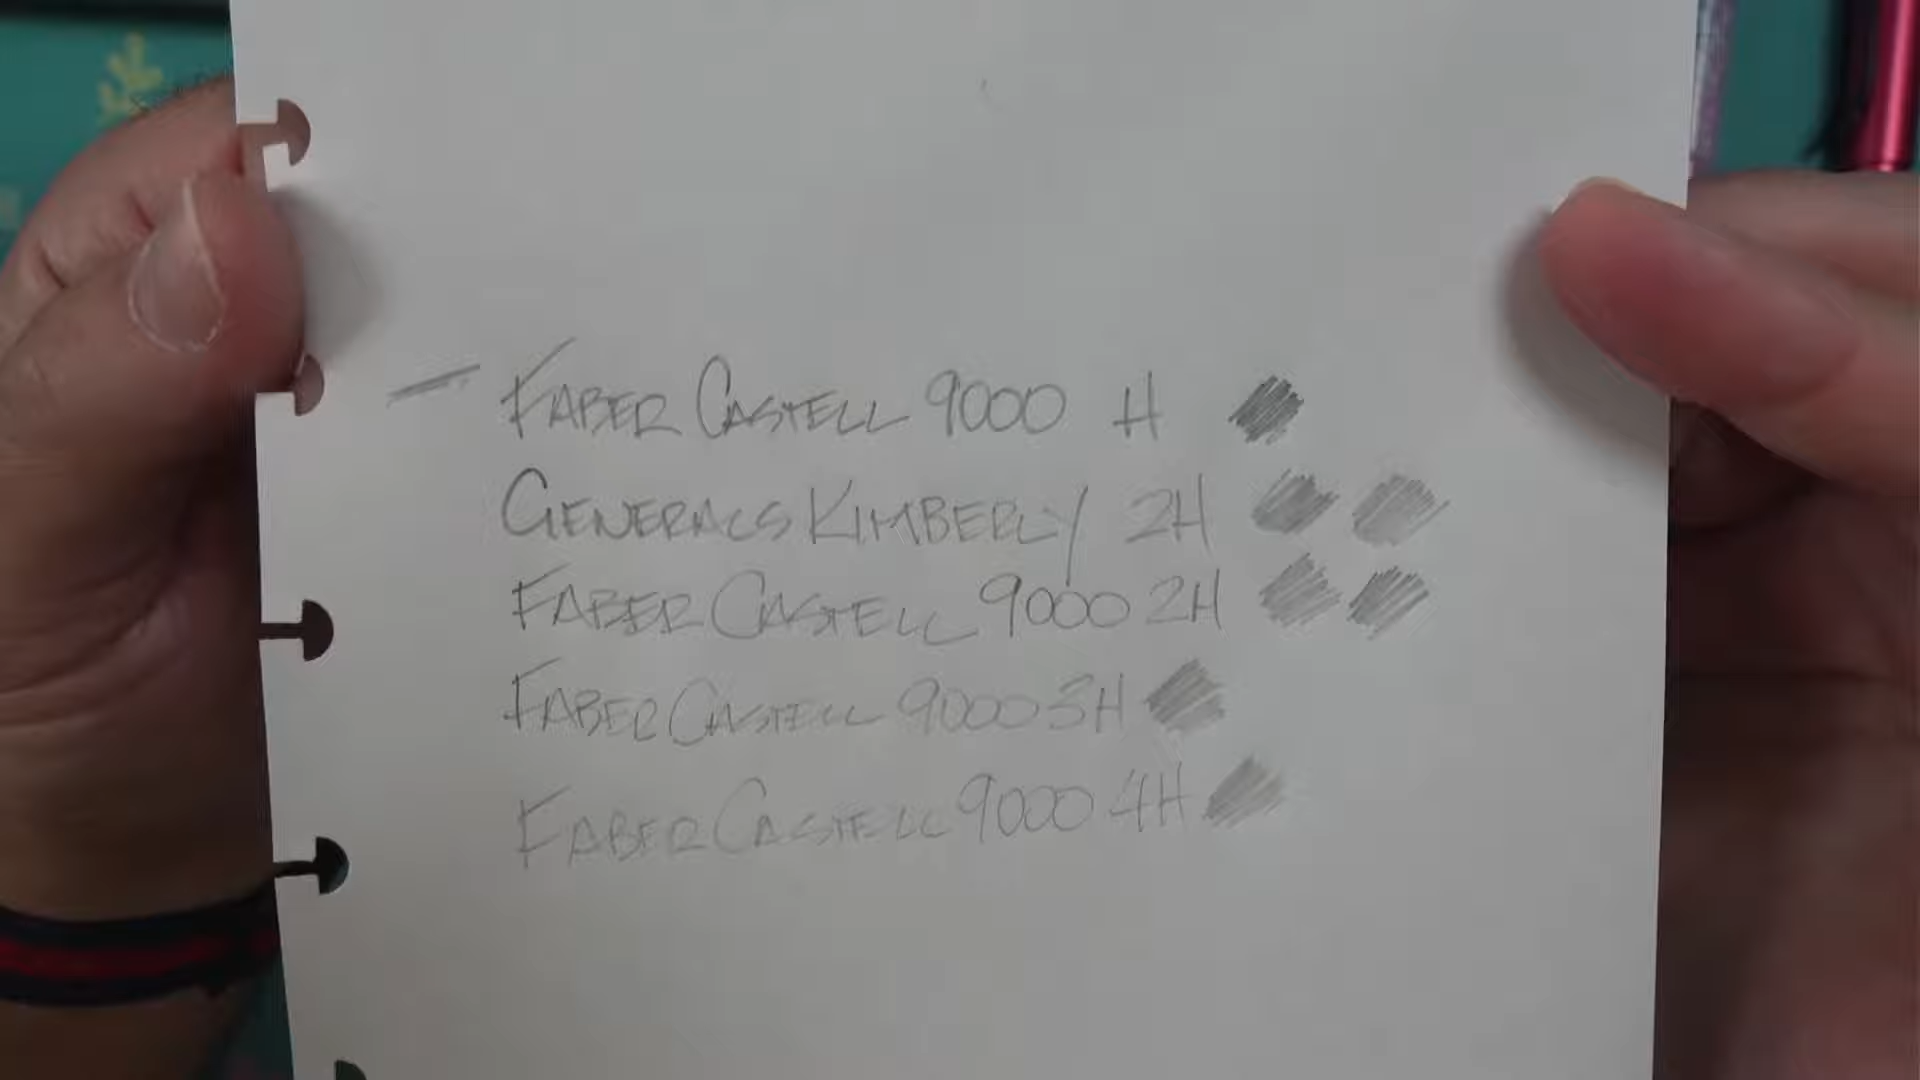 FABER CASTELL 9000 H
GENERALS KIMBERLY 2H
FABER CASTELL 9000 2H
FABER CASTELL 9000 3H
FABER CASTELL 9000 4H